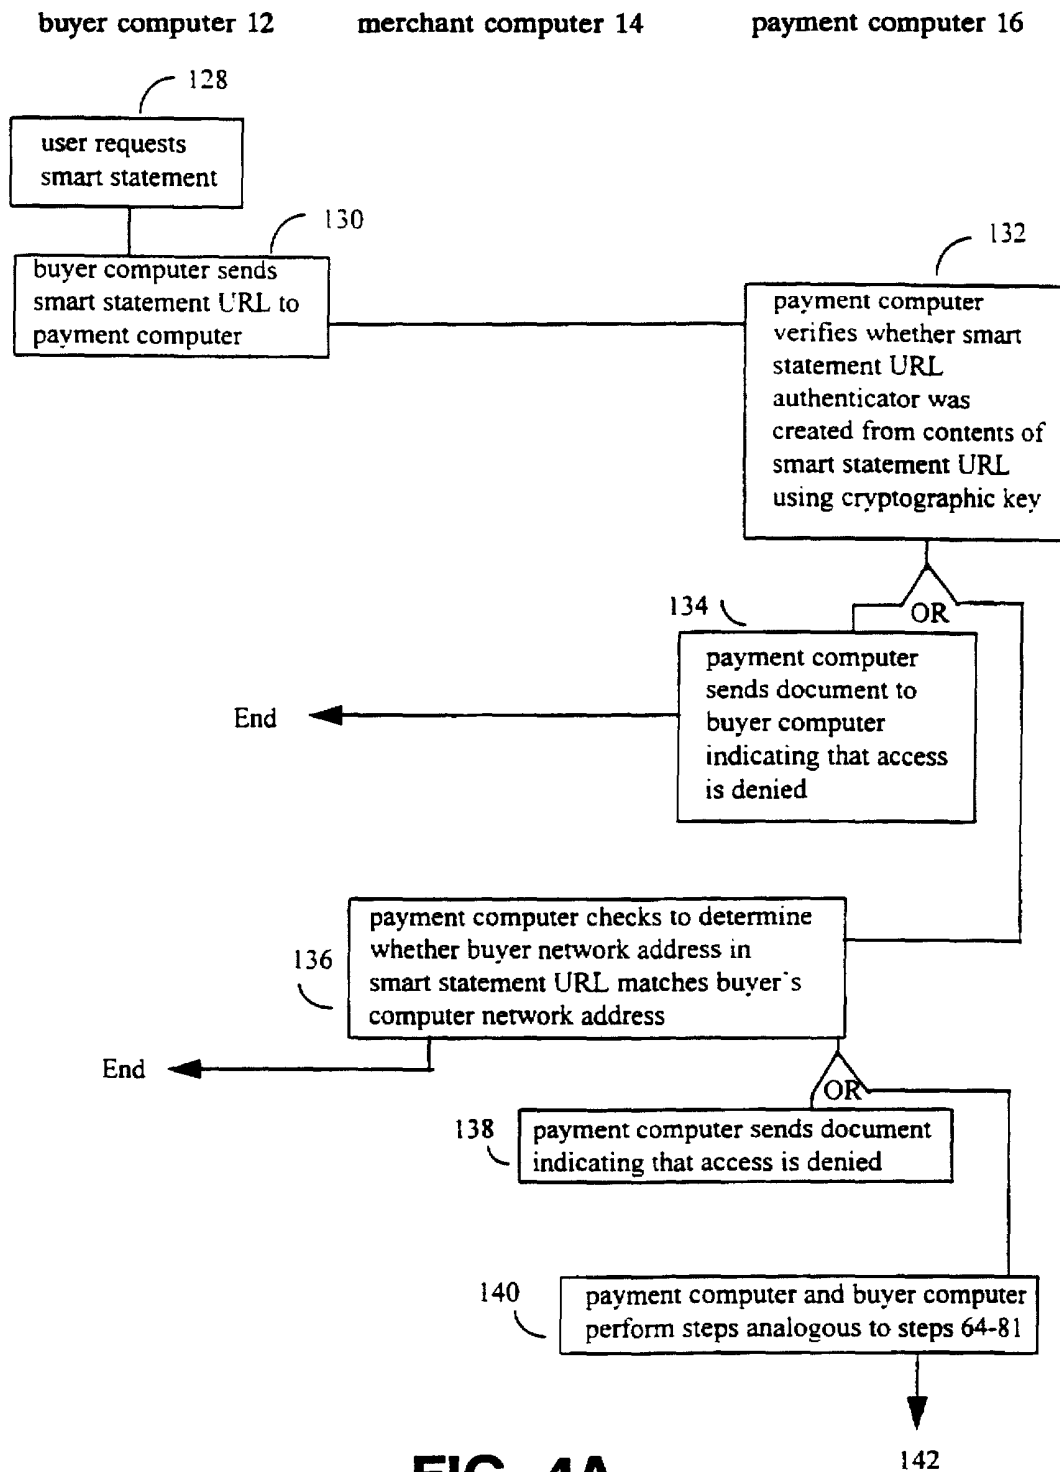 buyer computer 12 merchant computer 14 payment computer 16
128
user requests
smart statement
130
buyer computer sends
smart statement URL to
payment computer
132
payment computer
verifies whether smart
statement URL
authenticator was
created from contents of
smart statement URL
using cryptographic key
OR
134
payment computer
sends document to
buyer computer
indicating that access
is denied
End
136
payment computer checks to determine
whether buyer network address in
smart statement URL matches buyer's
computer network address
End
OR
138
payment computer sends document
indicating that access is denied
140
payment computer and buyer computer
perform steps analogous to steps 64-81
142
FIG. 4A